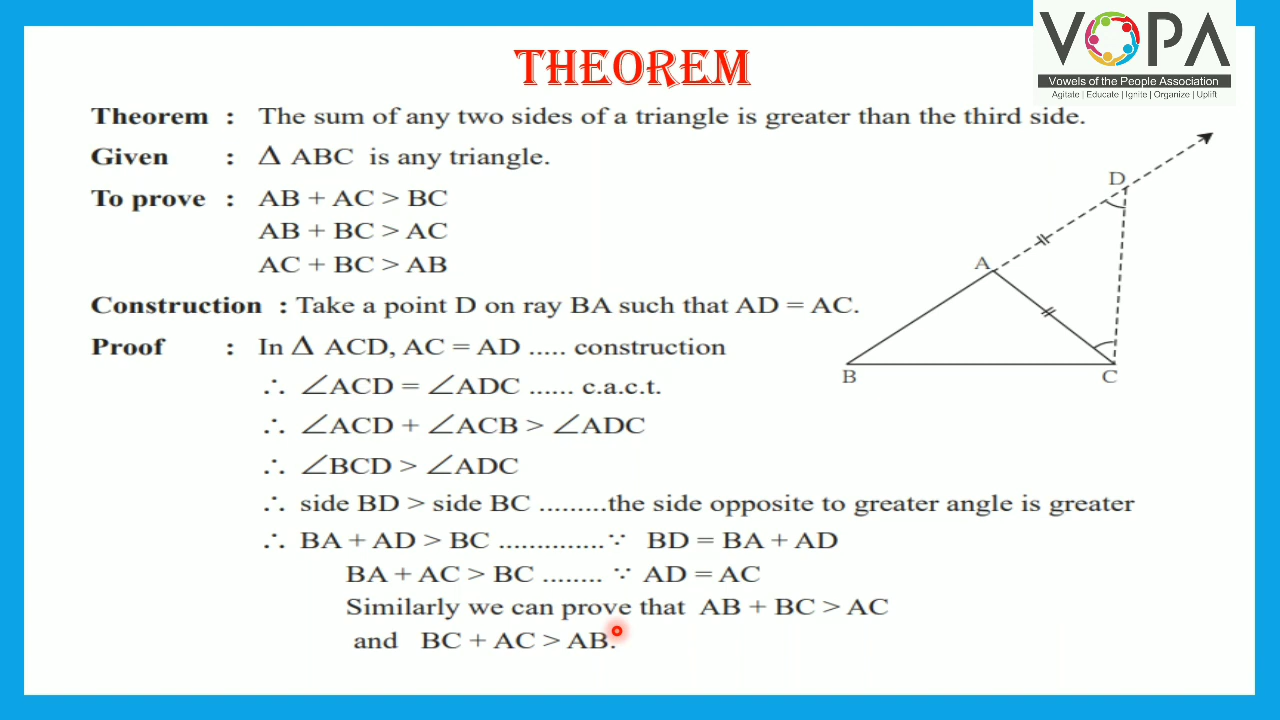 VOPA
Vowels of the People Association
Agitate | Educate | Ignite | Organize | Uplift
THEOREM
Theorem : The sum of any two sides of a triangle is greater than the third side.
Given : Δ ABC is any triangle.
To prove : AB + AC > BC
AB + BC > AC
AC + BC > AB
Construction : Take a point D on ray BA such that AD = AC.
Proof : In Δ ACD, AC = AD ..... construction
∴ ∠ACD = ∠ADC ...... c.a.c.t.
∴ ∠ACD + ∠ACB > ∠ADC
∴ ∠BCD > ∠ADC
∴ side BD > side BC .........the side opposite to greater angle is greater
∴ BA + AD > BC ..............∵ BD = BA + AD
BA + AC > BC ........ ∵ AD = AC
Similarly we can prove that AB + BC > AC
and BC + AC > AB.
D
A
B
C